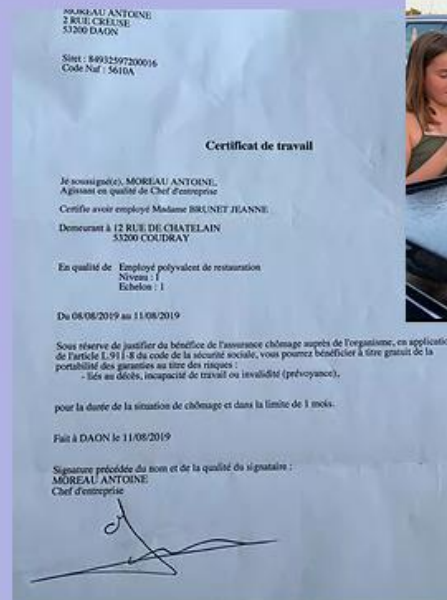 MOREAU ANTOINE
2 RUE CREUSE
53200 DAON
Siret : 84932597200016
Code Naf : 5610A
Certificat de travail
Je soussigné(e), MOREAU ANTOINE,
Agissant en qualité de Chef d'entreprise
Certifie avoir employé Madame BRUNET JEANNE
Demeurant à 12 RUE DE CHATELAIN
53200 COUDRAY
En qualité de Employé polyvalent de restauration
Niveau : I
Echelon : 1
Du 08/08/2019 au 11/08/2019
Sous réserve de justifier du bénéfice de l'assurance chômage auprès de l'organisme, en application
de l'article L.911-8 du code de la sécurité sociale, vous pourrez bénéficier à titre gratuit de la
portabilité des garanties au titre des risques :
- liés au décès, incapacité de travail ou invalidité (prévoyance),
pour la durée de la situation de chômage et dans la limite de 1 mois.
Fait à DAON le 11/08/2019
Signature précédée du nom et de la qualité du signataire :
MOREAU ANTOINE
Chef d'entreprise